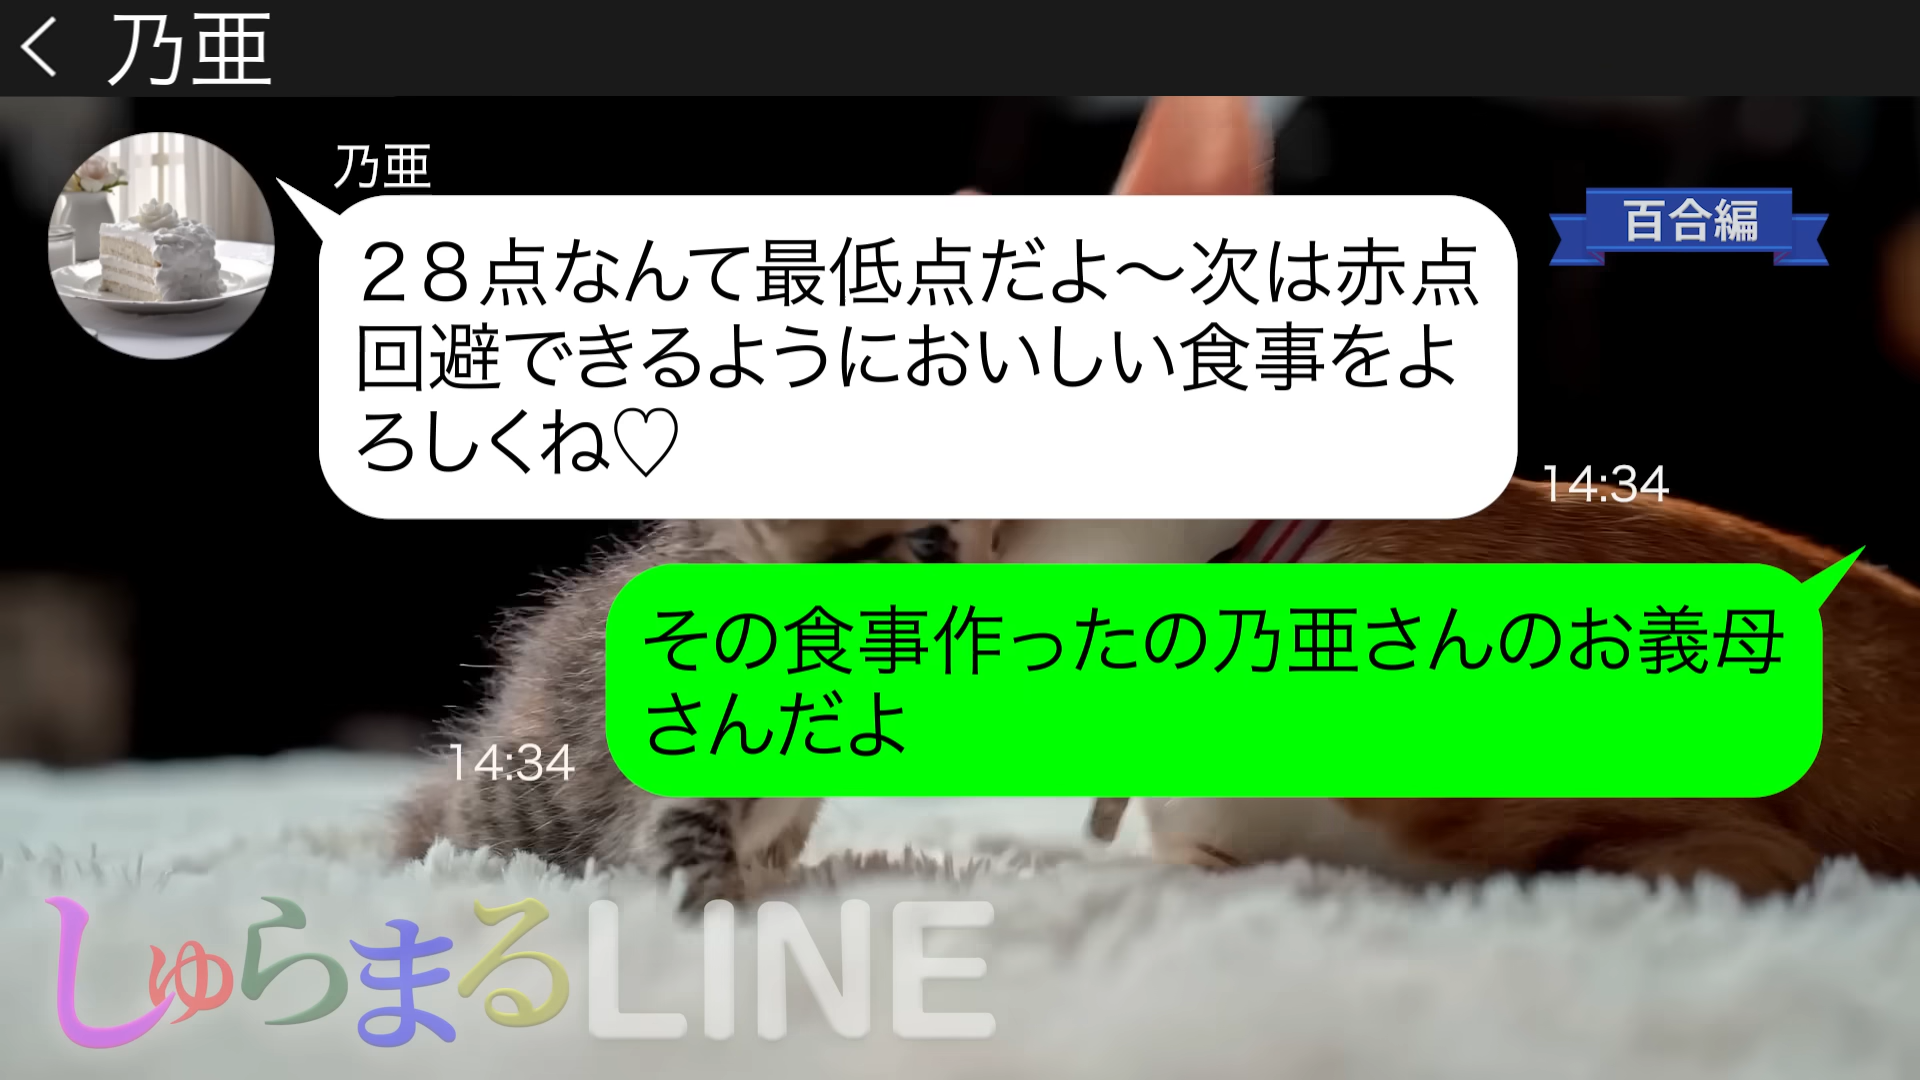 乃亜
乃亜
百合編
２８点なんて最低点だよ～次は赤点
回避できるようにおいしい食事をよ
ろしくね♡
14:34
その食事作ったの乃亜さんのお義母
さんだよ
14:34
しゅらまるLINE